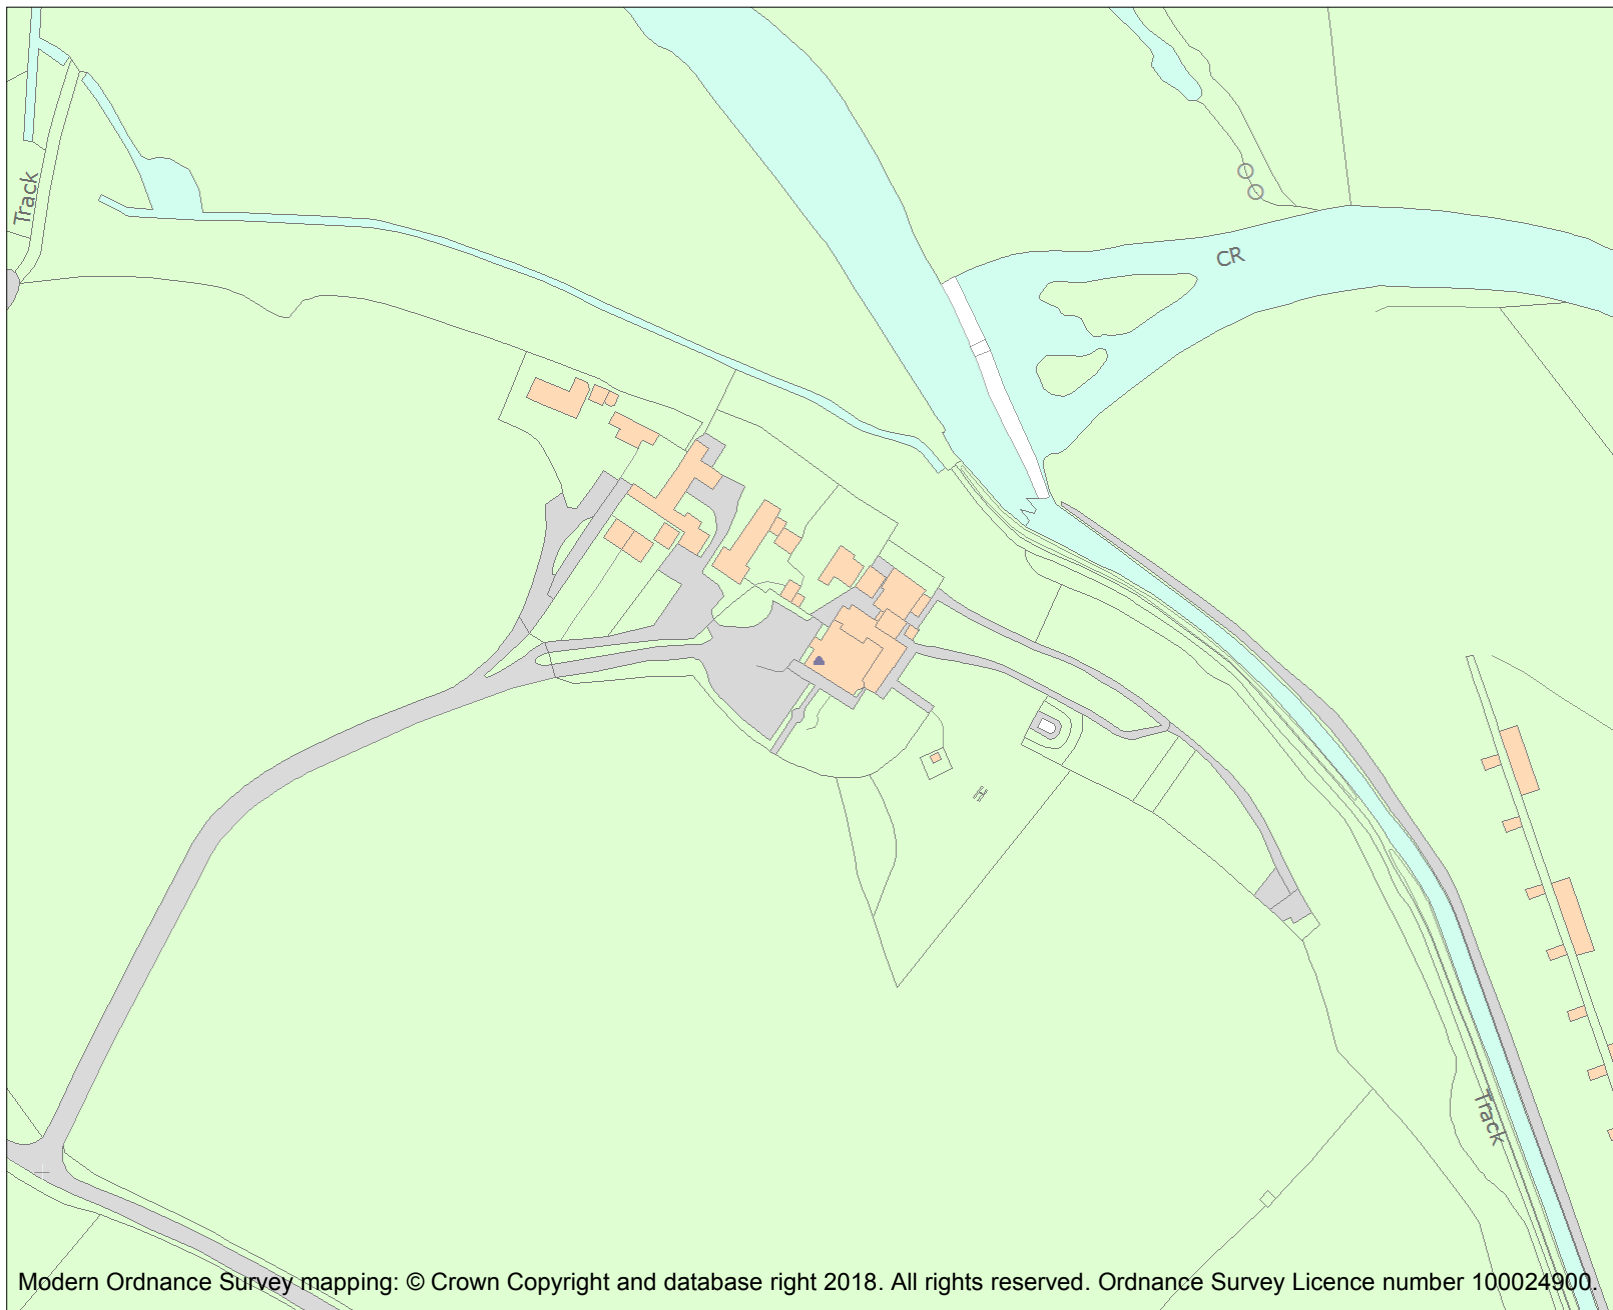 Track
CR
H
Track
Modern Ordnance Survey mapping: © Crown Copyright and database right 2018. All rights reserved. Ordnance Survey Licence number 100024900.